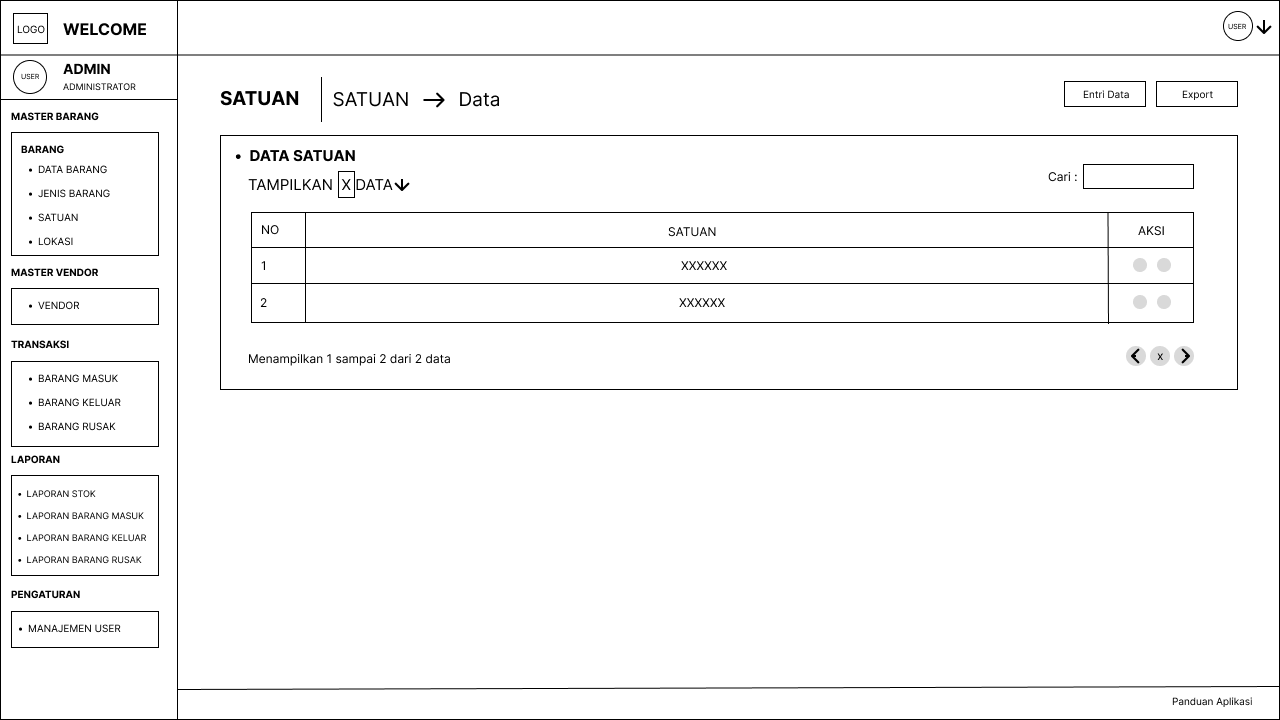 LOGO
WELCOME
USER
USER
ADMIN
ADMINISTRATOR
MASTER BARANG
BARANG
• DATA BARANG
• JENIS BARANG
• SATUAN
• LOKASI
MASTER VENDOR
• VENDOR
TRANSAKSI
• BARANG MASUK
• BARANG KELUAR
• BARANG RUSAK
LAPORAN
• LAPORAN STOK
• LAPORAN BARANG MASUK
• LAPORAN BARANG KELUAR
• LAPORAN BARANG RUSAK
PENGATURAN
• MANAJEMEN USER
SATUAN
SATUAN → Data
Entri Data
Export
• DATA SATUAN
TAMPILKAN X DATA
Cari :
NO SATUAN AKSI
1 XXXXXX
2 XXXXXX
Menampilkan 1 sampai 2 dari 2 data
x
Panduan Aplikasi